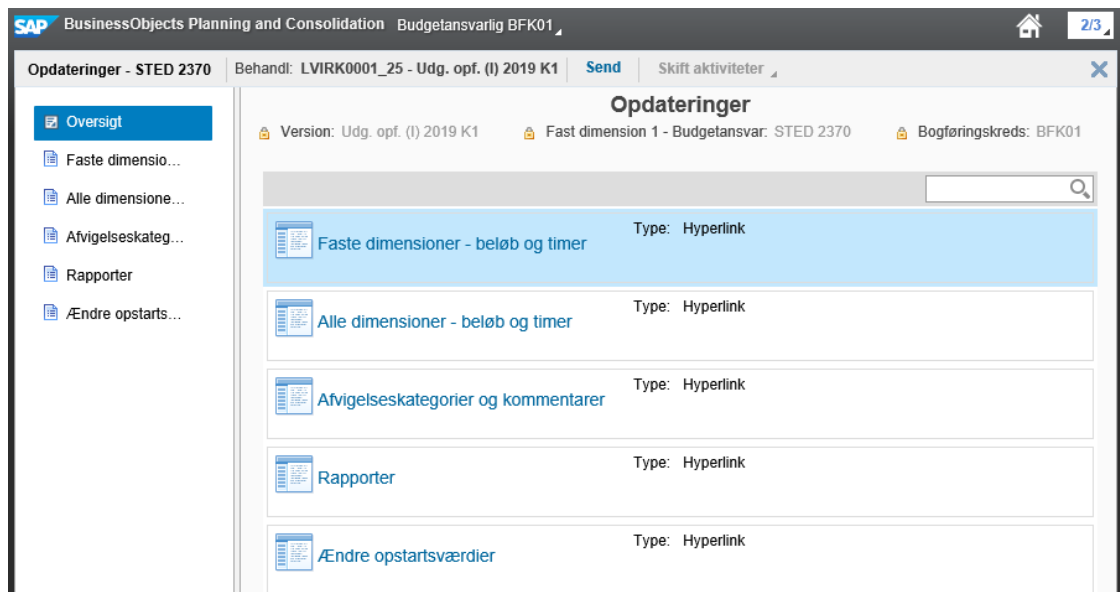 SAP BusinessObjects Planning and Consolidation Budgetansvarlig BFK01 2/3
Opdateringer - STED 2370 Behandl: LVIRK0001_25 - Udg. opf. (I) 2019 K1 Send Skift aktiviteter
Oversigt
Faste dimensio...
Alle dimensione...
Afvigelseskateg...
Rapporter
Ændre opstarts...
Opdateringer
Version: Udg. opf. (I) 2019 K1 Fast dimension 1 - Budgetansvar: STED 2370 Bogføringskreds: BFK01
Faste dimensioner - beløb og timer Type: Hyperlink
Alle dimensioner - beløb og timer Type: Hyperlink
Afvigelseskategorier og kommentarer Type: Hyperlink
Rapporter Type: Hyperlink
Ændre opstartsværdier Type: Hyperlink